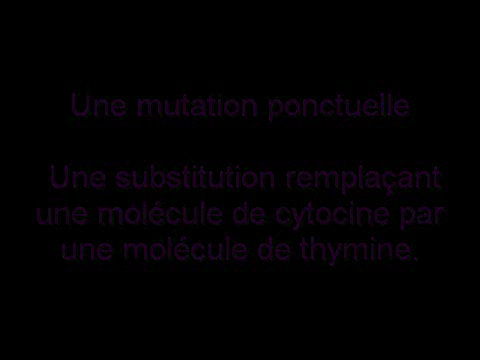 Une mutation ponctuelle
Une substitution remplaçant
une molécule de cytocine par
une molécule de thymine.